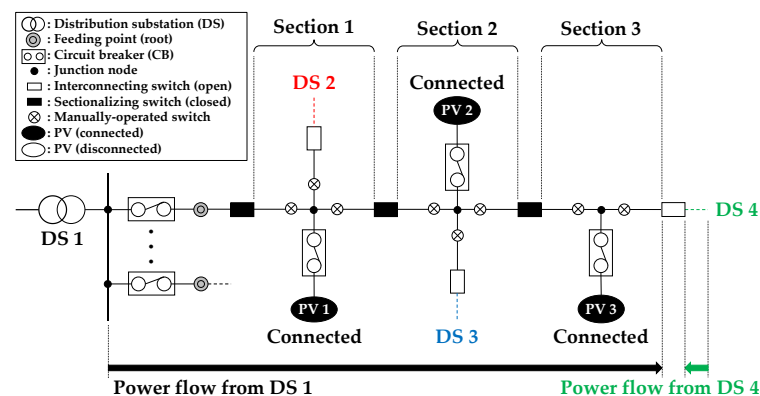 : Distribution substation (DS)
: Feeding point (root)
: Circuit breaker (CB)
: Junction node
: Interconnecting switch (open)
: Sectionalizing switch (closed)
: Manually-operated switch
: PV (connected)
: PV (disconnected)
Section 1
Section 2
Section 3
DS 2
Connected
PV 2
DS 1
DS 4
PV 1
Connected
DS 3
PV 3
Connected
Power flow from DS 1
Power flow from DS 4